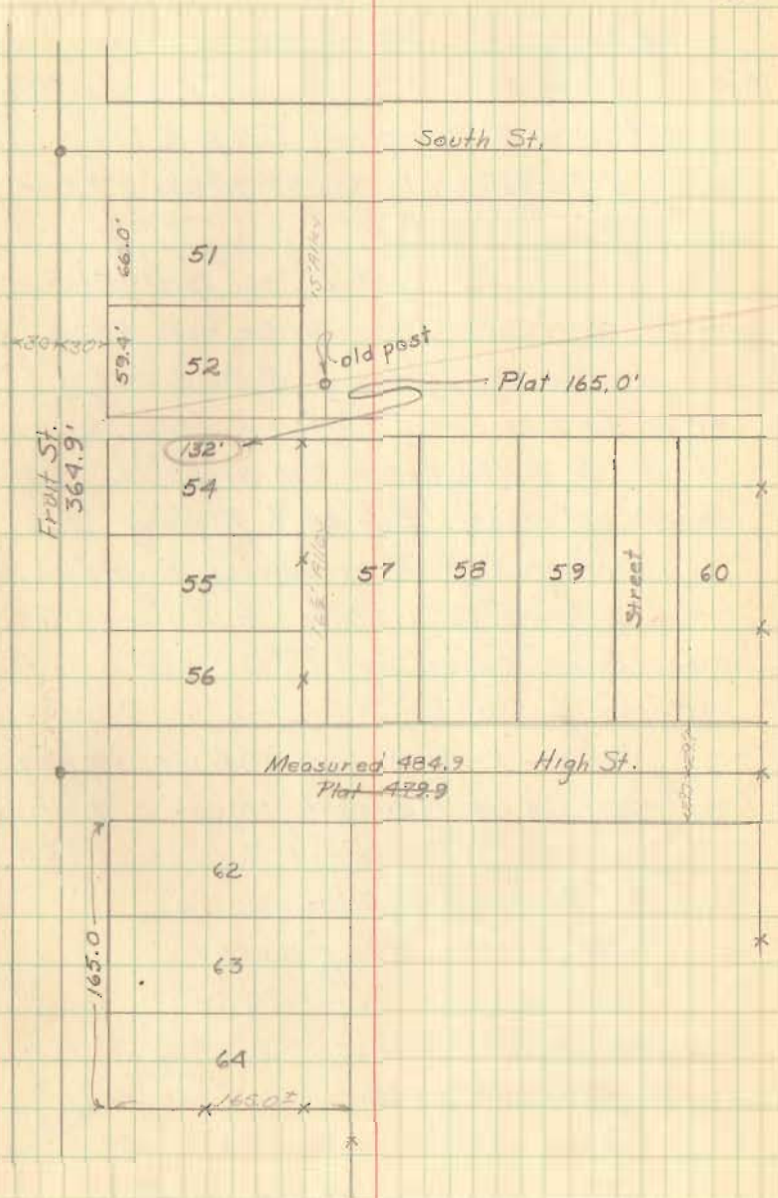 South St.
66.0'
51
15' Alley
30 30
59.4'
52
old post
Plat 165.0'
Front St.
364.9'
132'
54
55
16½' Alley
57
58
59
Street
60
56
Measured 484.9
High St.
Plat 479.9
62
165.0
63
64
165.0±